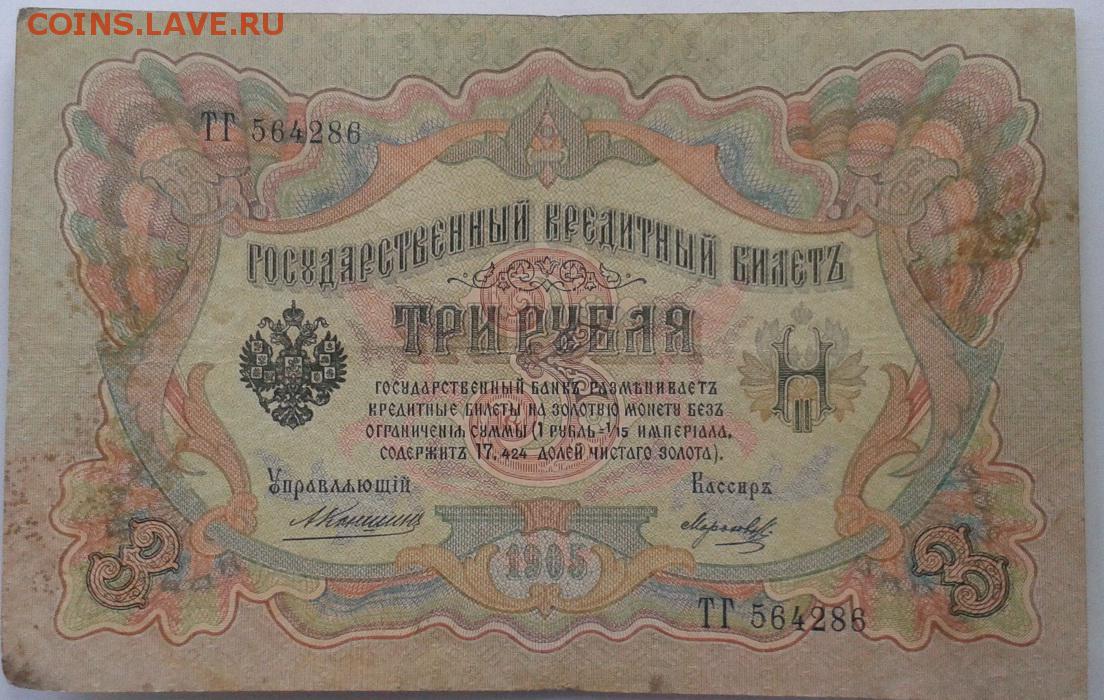 COINS.LAVE.RU
ТГ 564286
ГОСУДАРСТВЕННЫЙ КРЕДИТНЫЙ БИЛЕТЪ
3
ТРИ РУБЛЯ
ГОСУДАРСТВЕННЫЙ БАНКЪ РАЗМѢНИВАЕТЪ
КРЕДИТНЫЕ БИЛЕТЫ НА ЗОЛОТУЮ МОНЕТУ БЕЗЪ
ОГРАНИЧЕНІЯ СУММЫ (1 РУБЛЬ=1/15 ИМПЕРІАЛА,
СОДЕРЖИТЪ 17,424 ДОЛЕЙ ЧИСТАГО ЗОЛОТА).
Управляющій Кассиръ
АКоншинъ
1905
3 3
ТГ 564286